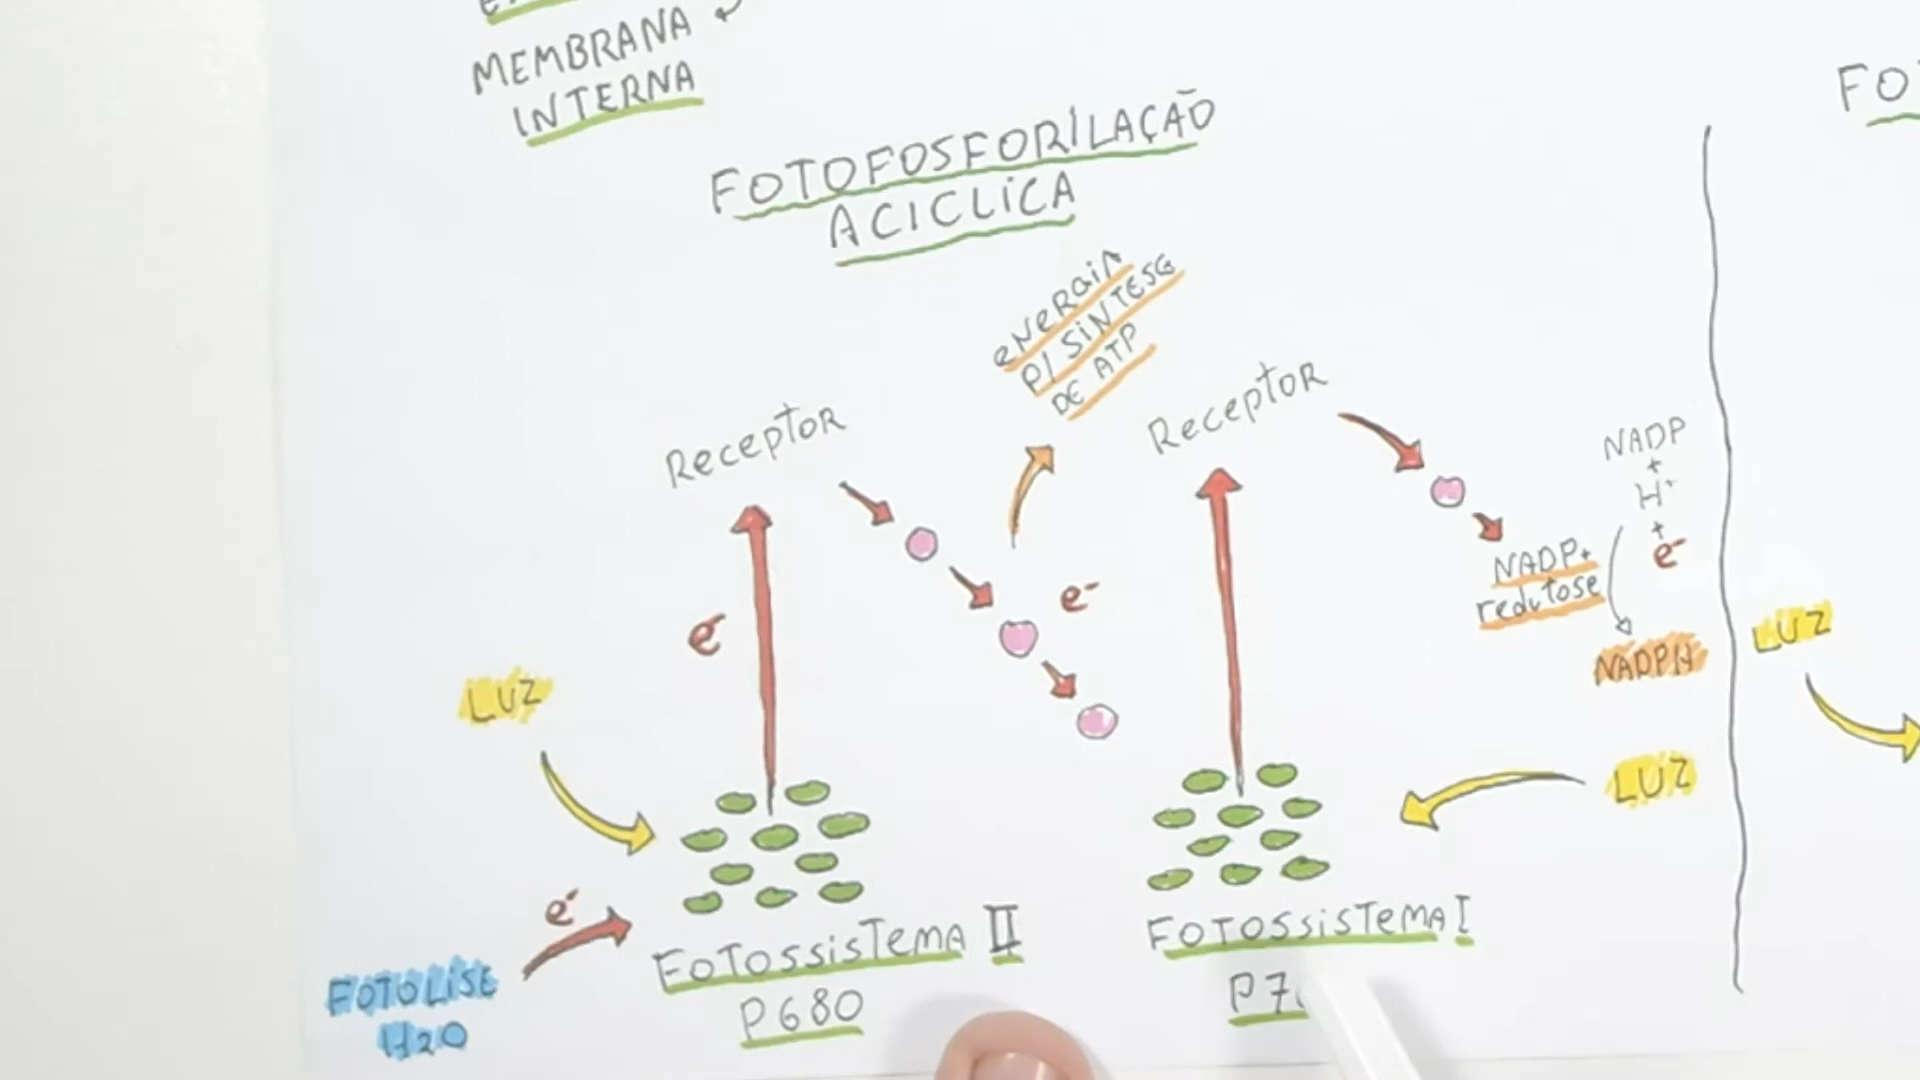 MEMBRANA
INTERNA
FOTOFOSFORILAÇÃO
ACICLICA
eNeRGiA
P/ SiNTESE
DE ATP
Receptor
Receptor
NADP
+
H+
+
e-
NADP+
redutose
NADPH
LUZ
e-
e-
LUZ
LUZ
e-
FOTOLISE
H2O
FOTOSSISTEMA II
P680
FOTOSSISTEMA I